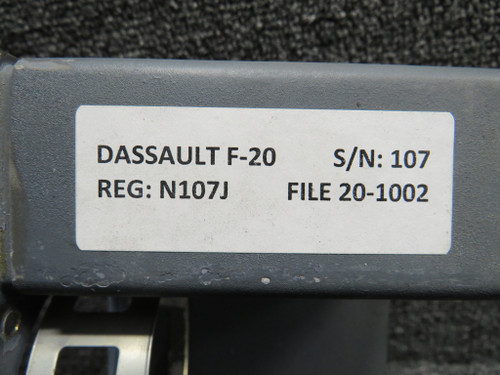 DASSAULT F-20 S/N: 107
REG: N107J FILE 20-1002